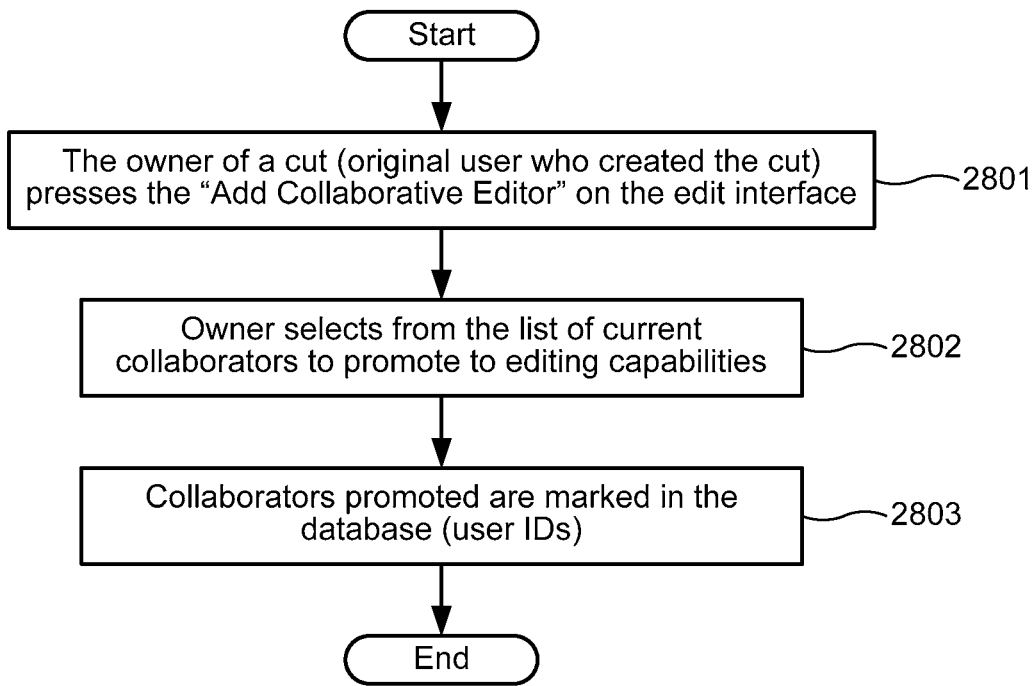 Start
The owner of a cut (original user who created the cut)
presses the “Add Collaborative Editor” on the edit interface
2801
Owner selects from the list of current
collaborators to promote to editing capabilities
2802
Collaborators promoted are marked in the
database (user IDs)
2803
End